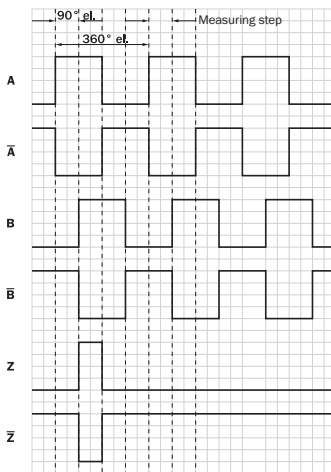 90° el.
Measuring step
360° el.
A
A̅
B
B̅
Z
Z̅